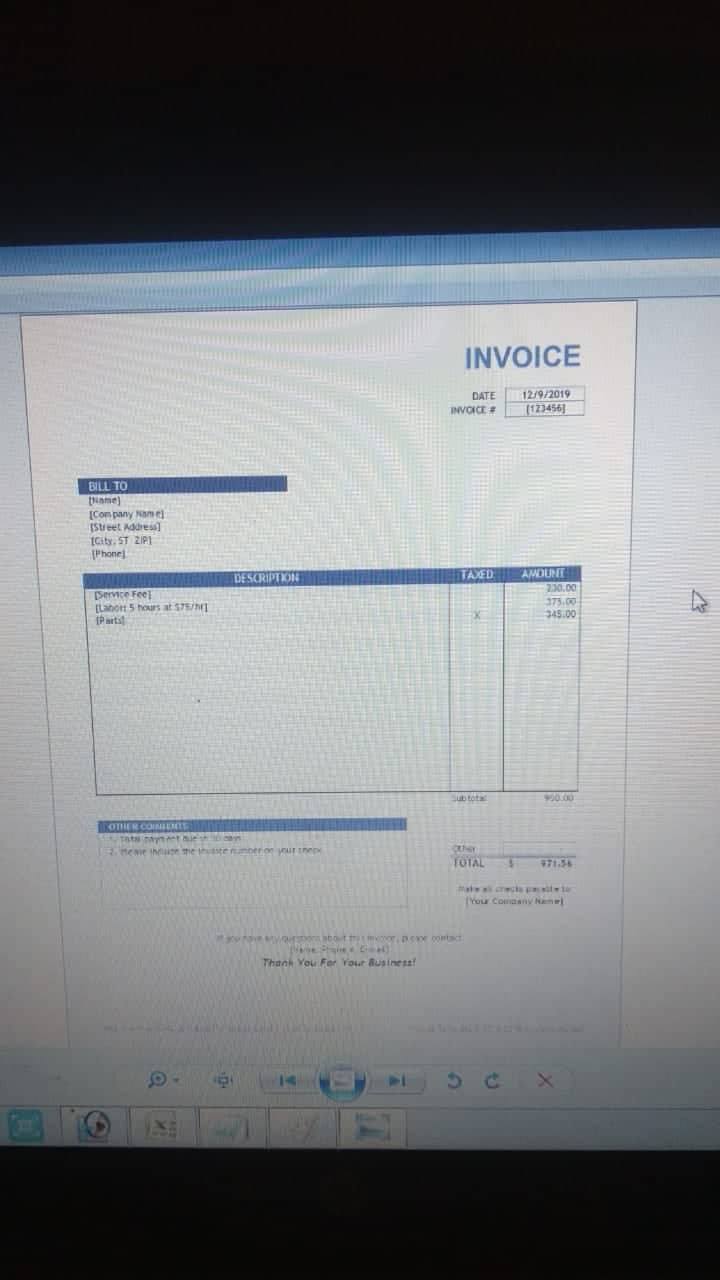 INVOICE
DATE 12/9/2019
INVOICE # [123456]
BILL TO
[Name]
[Company Name]
[Street Address]
[City, ST ZIP]
[Phone]
DESCRIPTION TAXED AMOUNT
[Service Fee] 230.00
[Labor: 5 hours at $75/hr] 375.00
[Parts] X 345.00
Subtotal 950.00
OTHER COMMENTS
1. Total payment due in 30 days
2. Please include the invoice number on your check
Other
TOTAL $ 971.56
Make all checks payable to
[Your Company Name]
If you have any questions about this invoice, please contact
[Name, Phone #, E-mail]
Thank You For Your Business!